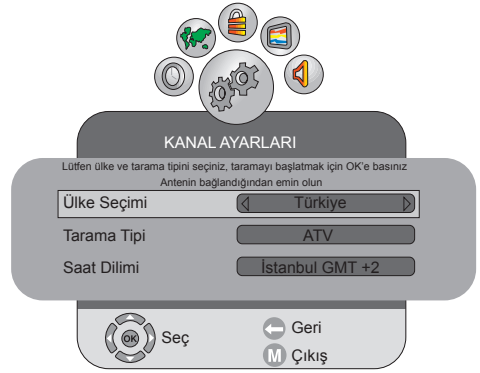 KANAL AYARLARI
Lütfen ülke ve tarama tipini seçiniz, taramayı başlatmak için OK'e basınız
Antenin bağlandığından emin olun
Ülke Seçimi Türkiye
Tarama Tipi ATV
Saat Dilimi İstanbul GMT +2
OK Seç Geri
M Çıkış